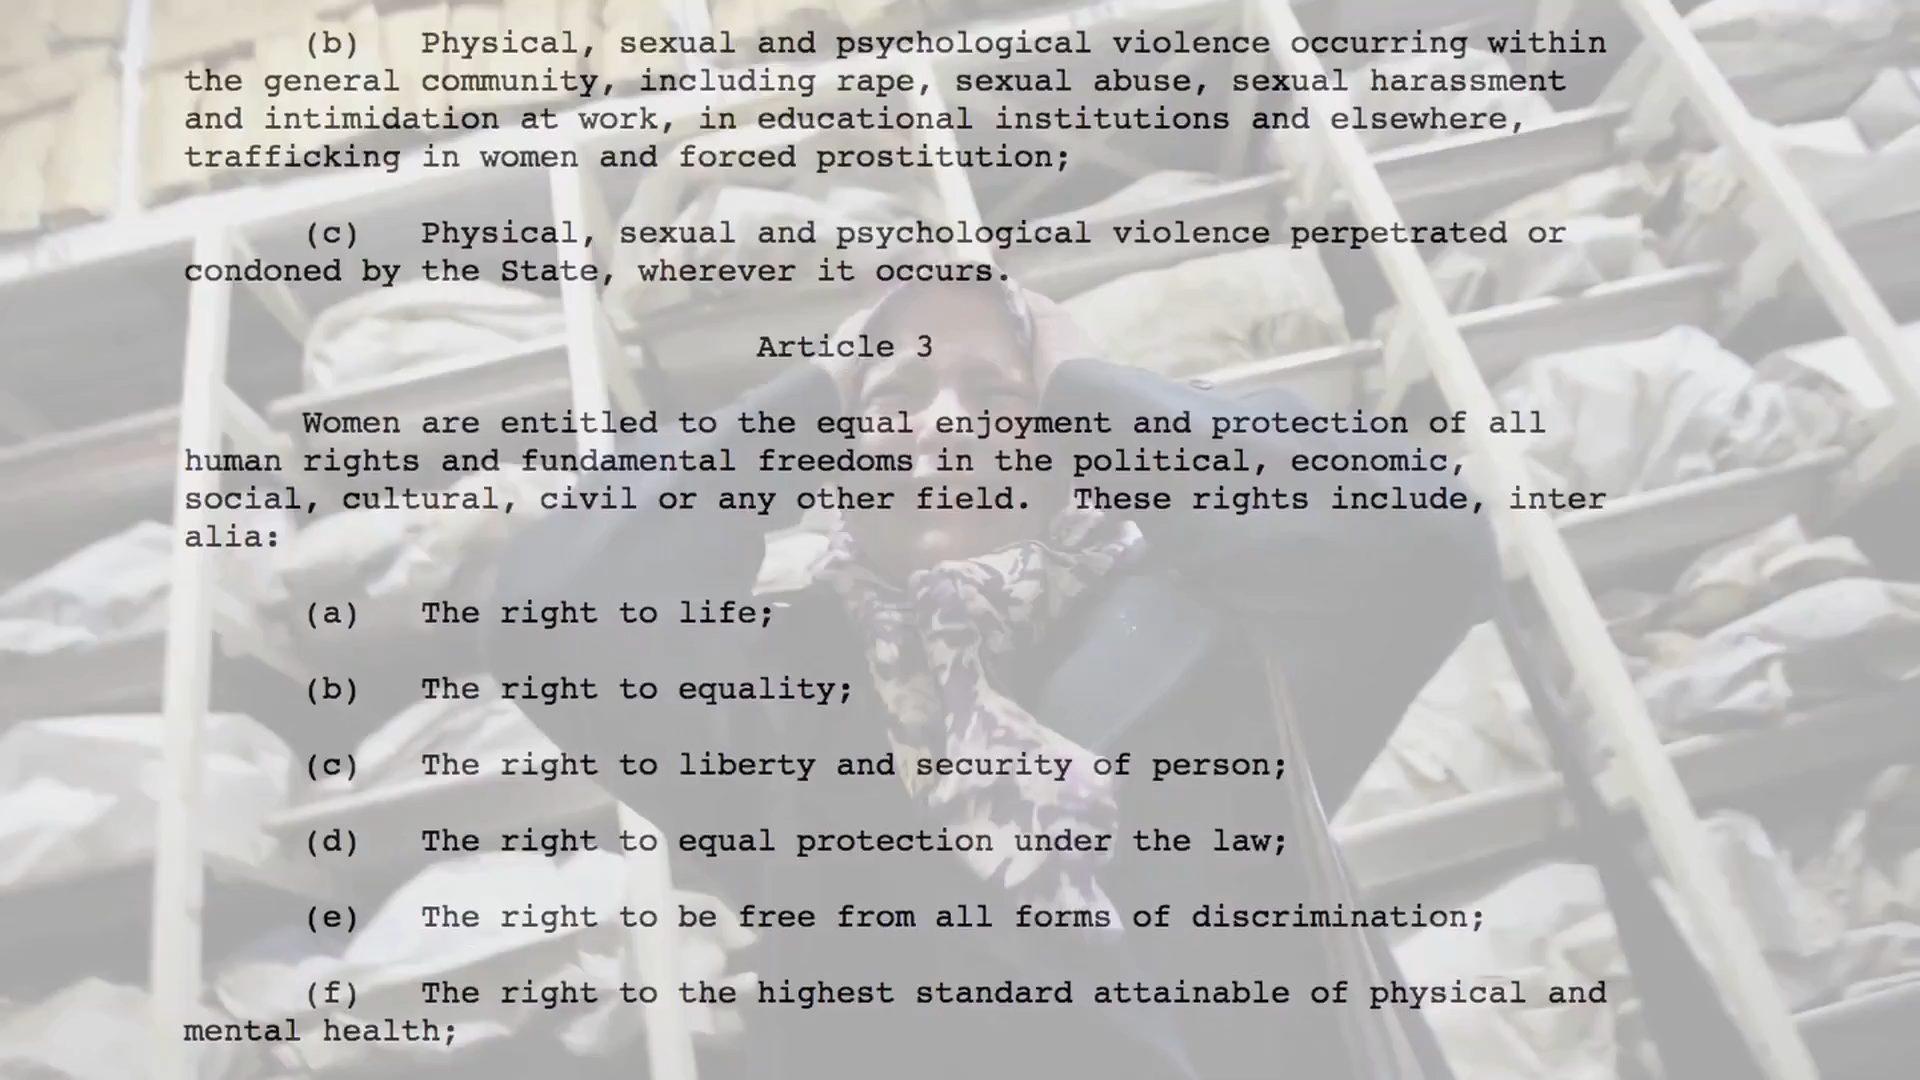 (b) Physical, sexual and psychological violence occurring within
the general community, including rape, sexual abuse, sexual harassment
and intimidation at work, in educational institutions and elsewhere,
trafficking in women and forced prostitution;
(c) Physical, sexual and psychological violence perpetrated or
condoned by the State, wherever it occurs.
Article 3
Women are entitled to the equal enjoyment and protection of all
human rights and fundamental freedoms in the political, economic,
social, cultural, civil or any other field. These rights include, inter
alia:
(a) The right to life;
(b) The right to equality;
(c) The right to liberty and security of person;
(d) The right to equal protection under the law;
(e) The right to be free from all forms of discrimination;
(f) The right to the highest standard attainable of physical and
mental health;